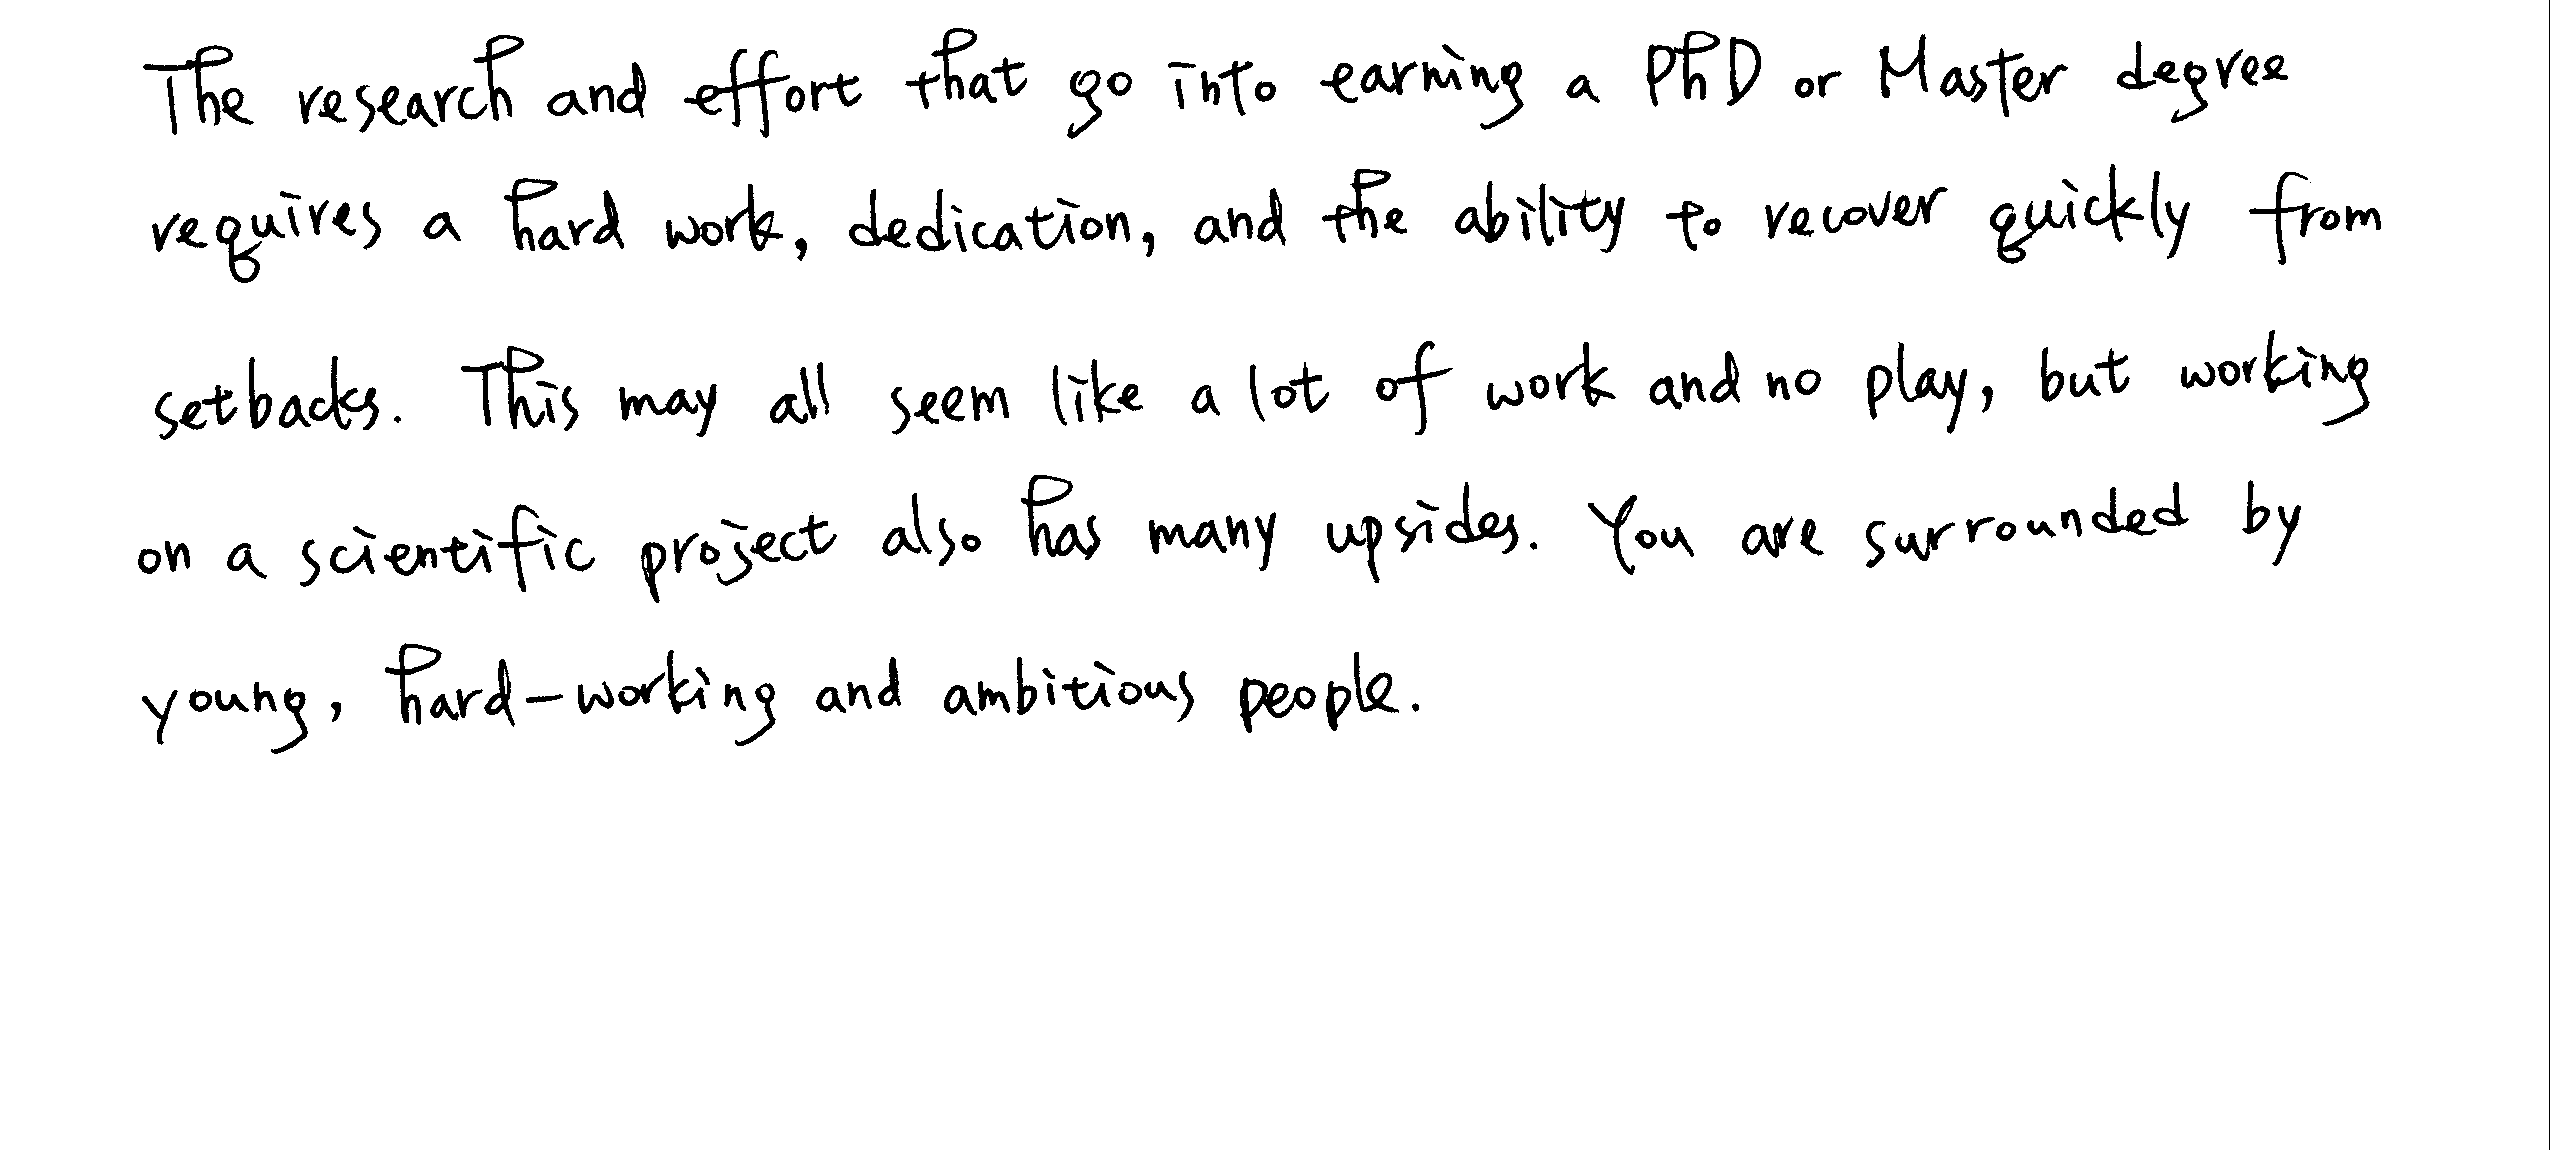 The research and effort that go into earning a PhD or Master degree
requires a hard work, dedication, and the ability to recover quickly from
setbacks. This may all seem like a lot of work and no play, but working
on a scientific project also has many upsides. You are surrounded by
young, hard-working and ambitious people.